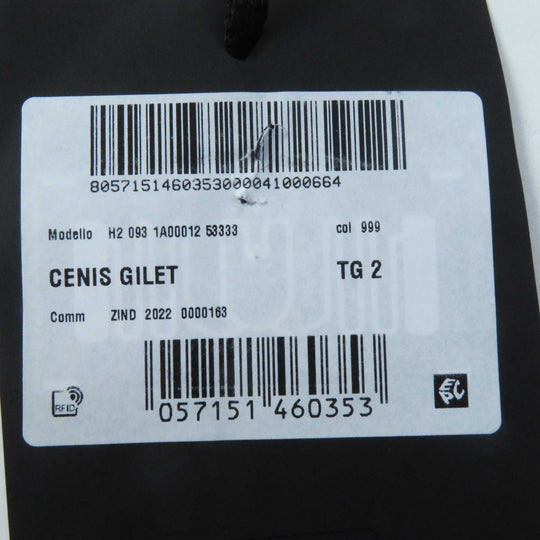 8057151460353000041000664
Modello H2 093 1A00012 53333 col 999
CENIS GILET TG 2
Comm ZIND 2022 0000163
RFID
EPC
057151 460353